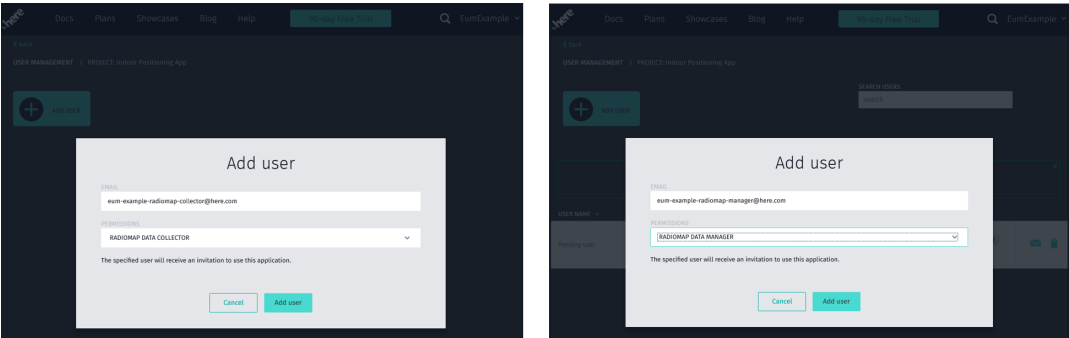 here
Docs
Plans
Showcases
Blog
Help
90-day Free Trial
EumExample
< back
USER MANAGEMENT | PROJECT: Indoor Positioning App
ADD USER
Add user
EMAIL
eum-example-radiomap-collector@here.com
PERMISSIONS
RADIOMAP DATA COLLECTOR
The specified user will receive an invitation to use this application.
Cancel
Add user
here
Docs
Plans
Showcases
Blog
Help
90-day Free Trial
EumExample
< back
USER MANAGEMENT | PROJECT: Indoor Positioning App
SEARCH USERS
search
ADD USER
Add user
EMAIL
eum-example-radiomap-manager@here.com
USER NAME
PERMISSIONS
RADIOMAP DATA MANAGER
Pending user
The specified user will receive an invitation to use this application.
Cancel
Add user